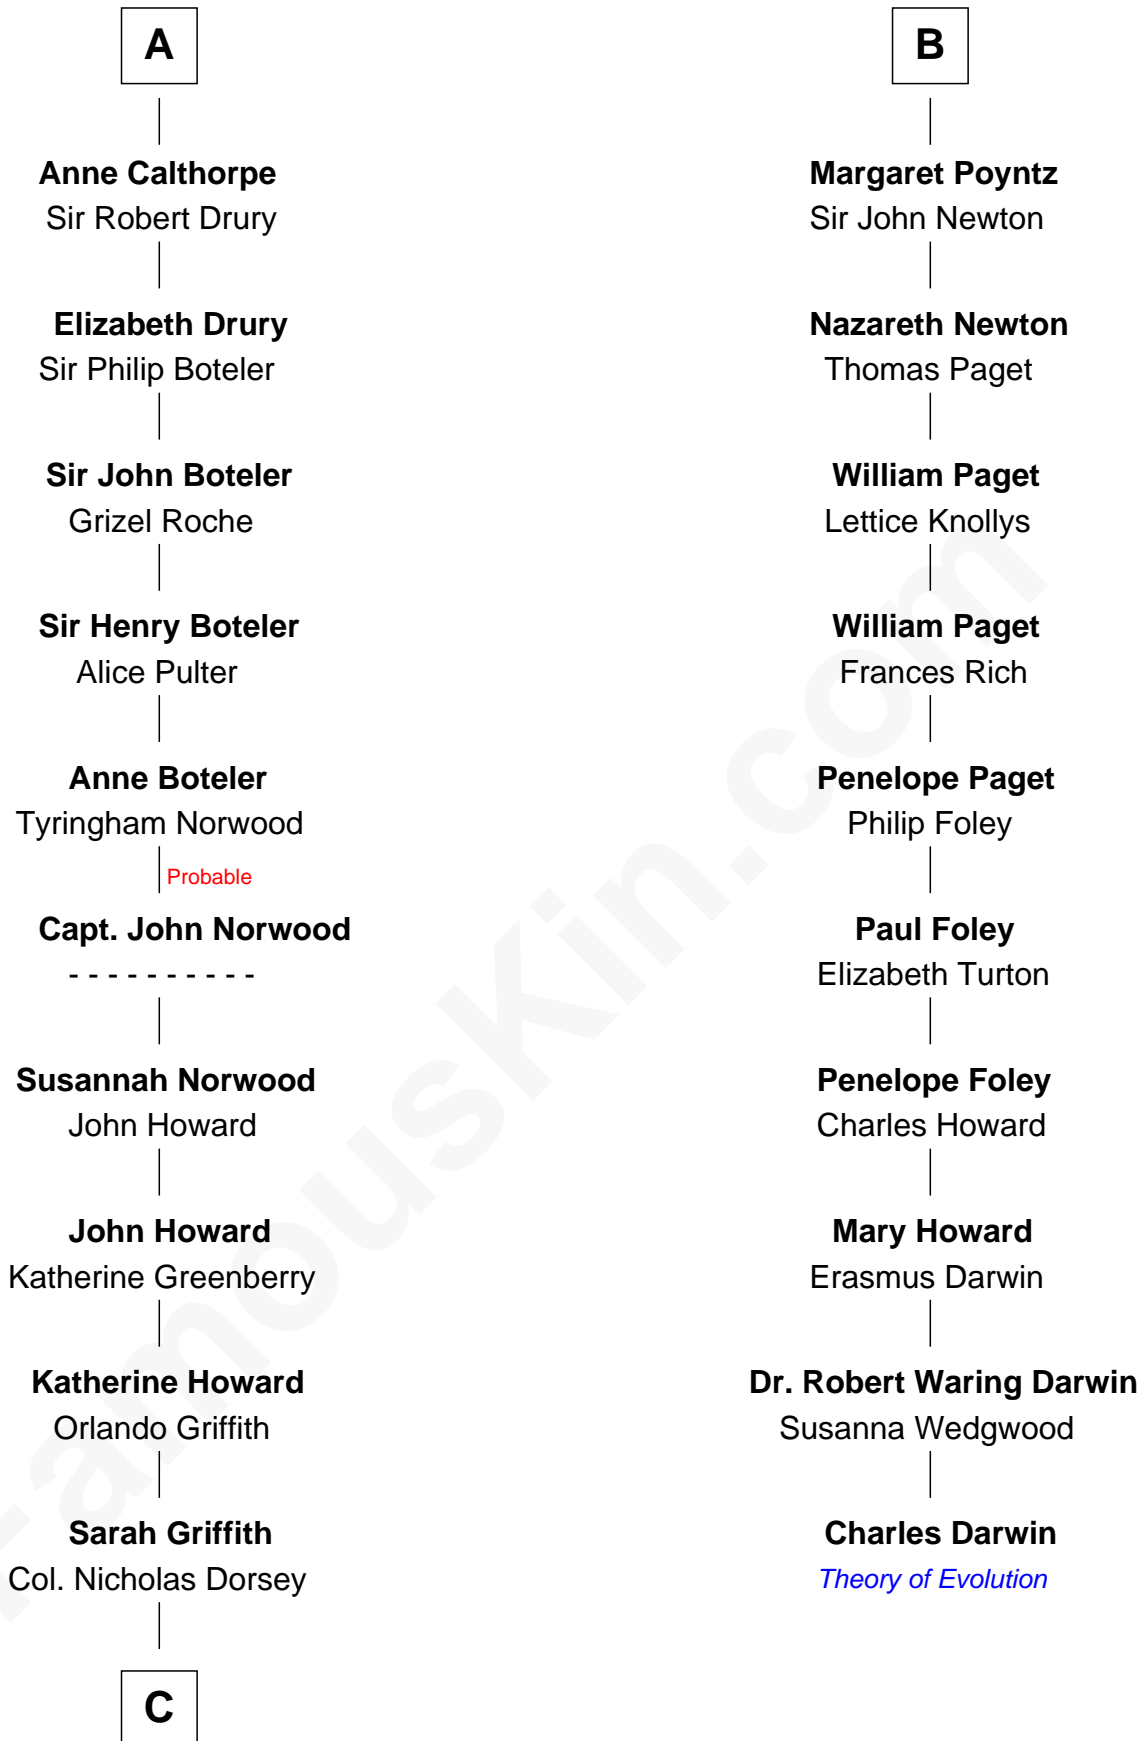 A
Anne Calthorpe
Sir Robert Drury
Elizabeth Drury
Sir Philip Boteler
Sir John Boteler
Grizel Roche
Sir Henry Boteler
Alice Pulter
Anne Boteler
Tyringham Norwood
Probable
Capt. John Norwood
- - - - - - - - - -
Susannah Norwood
John Howard
John Howard
Katherine Greenberry
Katherine Howard
Orlando Griffith
Sarah Griffith
Col. Nicholas Dorsey
C
B
Margaret Poyntz
Sir John Newton
Nazareth Newton
Thomas Paget
William Paget
Lettice Knollys
William Paget
Frances Rich
Penelope Paget
Philip Foley
Paul Foley
Elizabeth Turton
Penelope Foley
Charles Howard
Mary Howard
Erasmus Darwin
Dr. Robert Waring Darwin
Susanna Wedgwood
Charles Darwin
Theory of Evolution
FamousKin.com